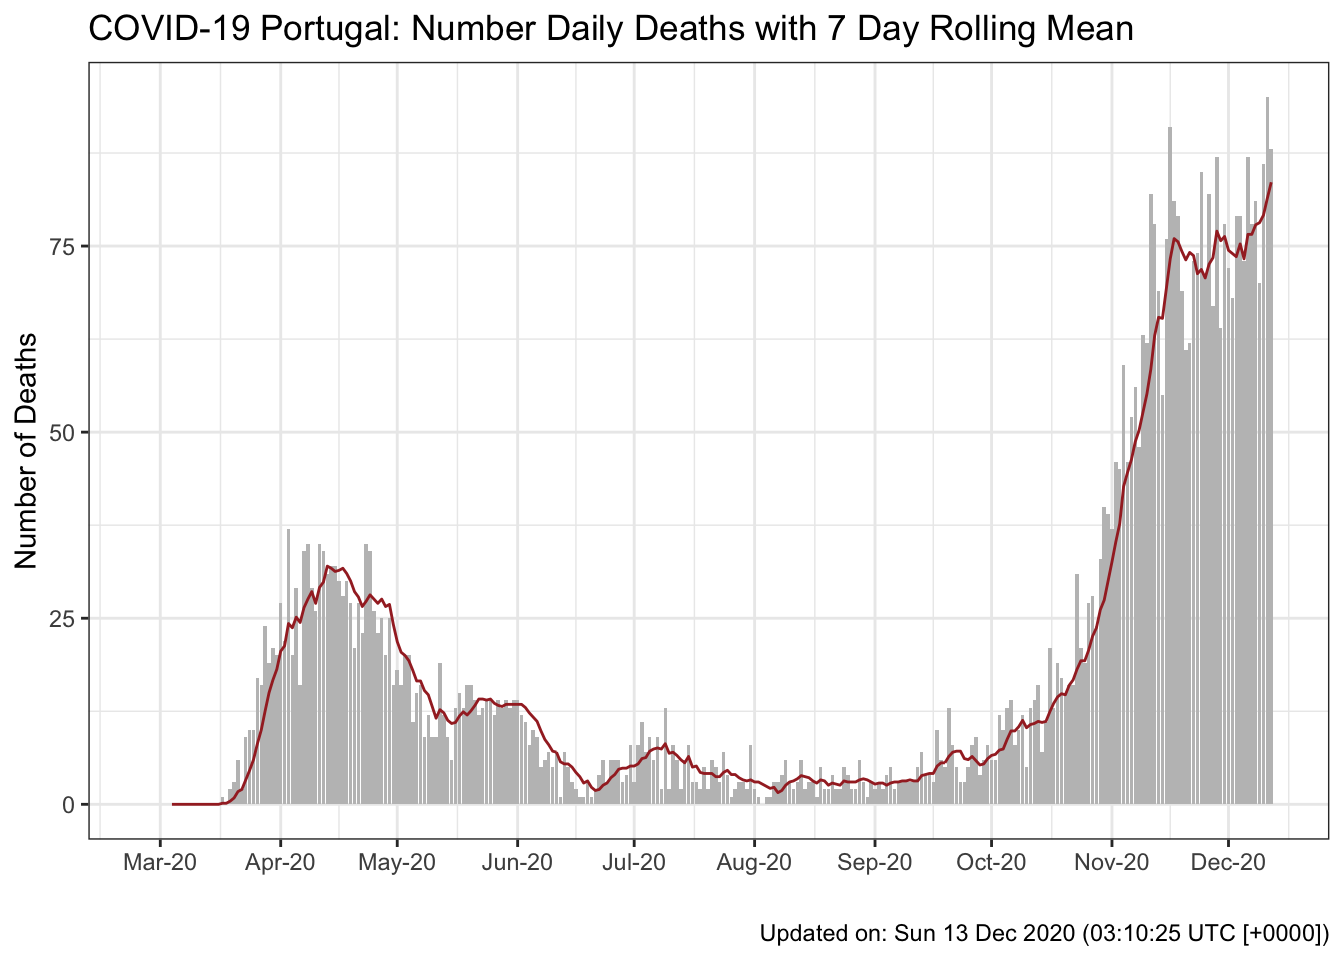 COVID-19 Portugal: Number Daily Deaths with 7 Day Rolling Mean
Number of Deaths
75
50
25
0
Mar-20 Apr-20 May-20 Jun-20 Jul-20 Aug-20 Sep-20 Oct-20 Nov-20 Dec-20
Updated on: Sun 13 Dec 2020 (03:10:25 UTC [+0000])